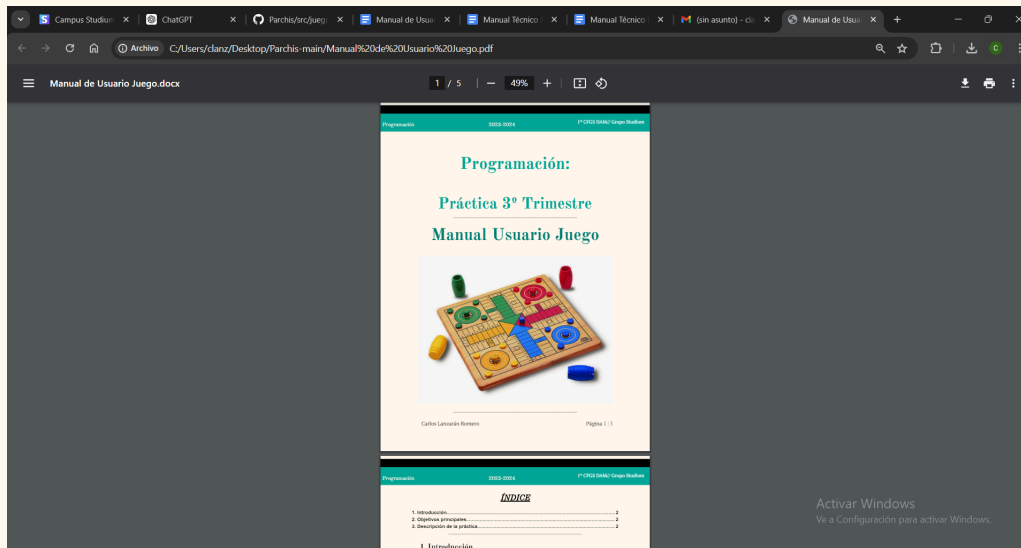 Campus Studium
ChatGPT
Parchis/src/jueg
Manual de Usua
Manual Técnico
Manual Técnico
(sin asunto) - cla
Manual de Usua
Archivo
C:/Users/clanz/Desktop/Parchis-main/Manual%20de%20Usuario%20Juego.pdf
Manual de Usuario Juego.docx
1 / 5
49%
Programación
2023-2024
1º CFGS DAM// Grupo Studium
Programación:
Práctica 3º Trimestre
Manual Usuario Juego
Carlos Lanzarán Romero
Página 1 | 5
Programación
2023-2024
1º CFGS DAM// Grupo Studium
ÍNDICE
1. Introducción 2
2. Objetivos principales 2
3. Descripción de la práctica 2
1. Introducción
Activar Windows
Ve a Configuración para activar Windows.